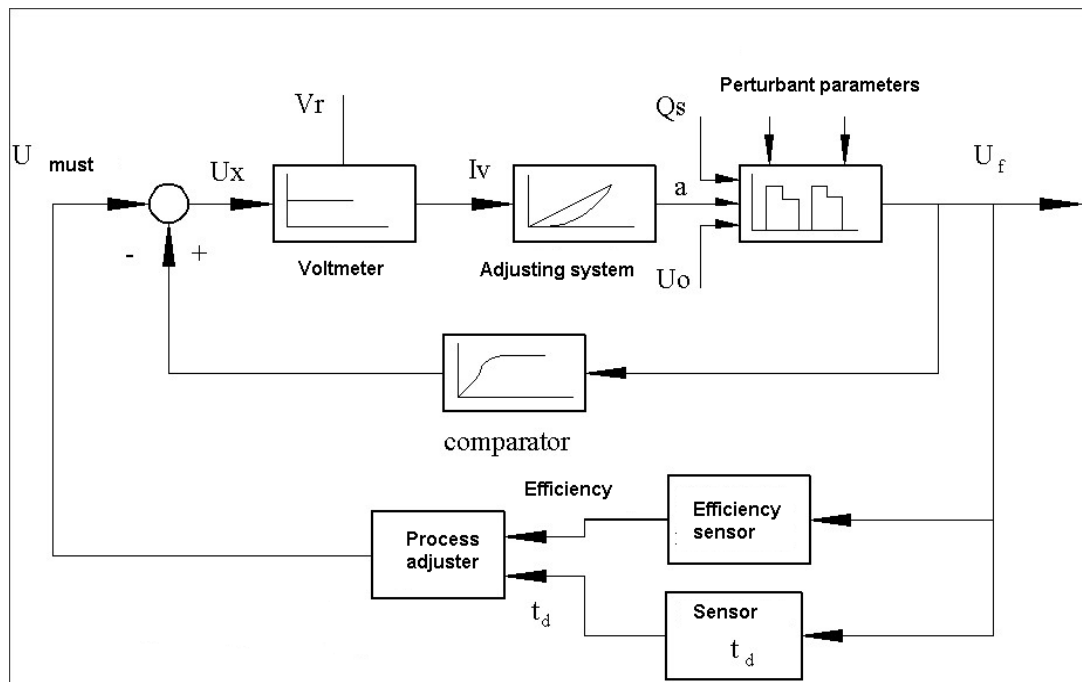 Perturbant parameters
Vr
Qs
U must
Ux
Iv
a
U f
- +
Voltmeter
Adjusting system
Uo
comparator
Efficiency
Efficiency
sensor
Process
adjuster
t d
Sensor
t d